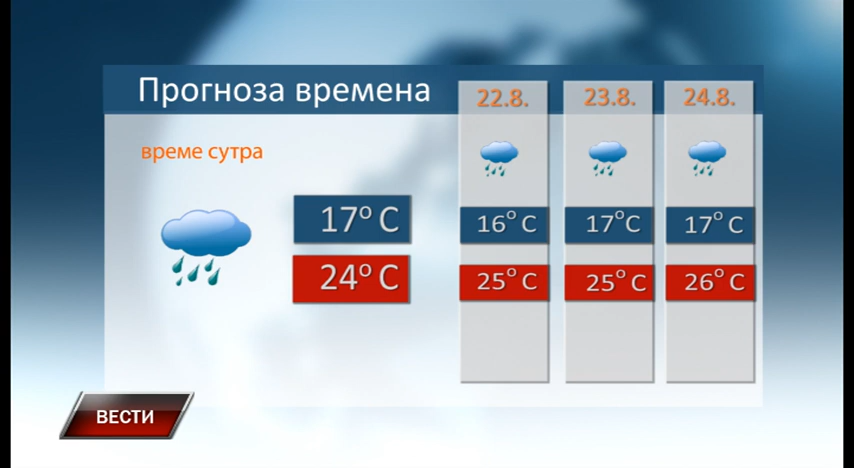 Прогноза времена
време сутра
17° C
24° C
22.8.
16° C
25° C
23.8.
17°C
25° C
24.8.
17° C
26° C
ВЕСТИ